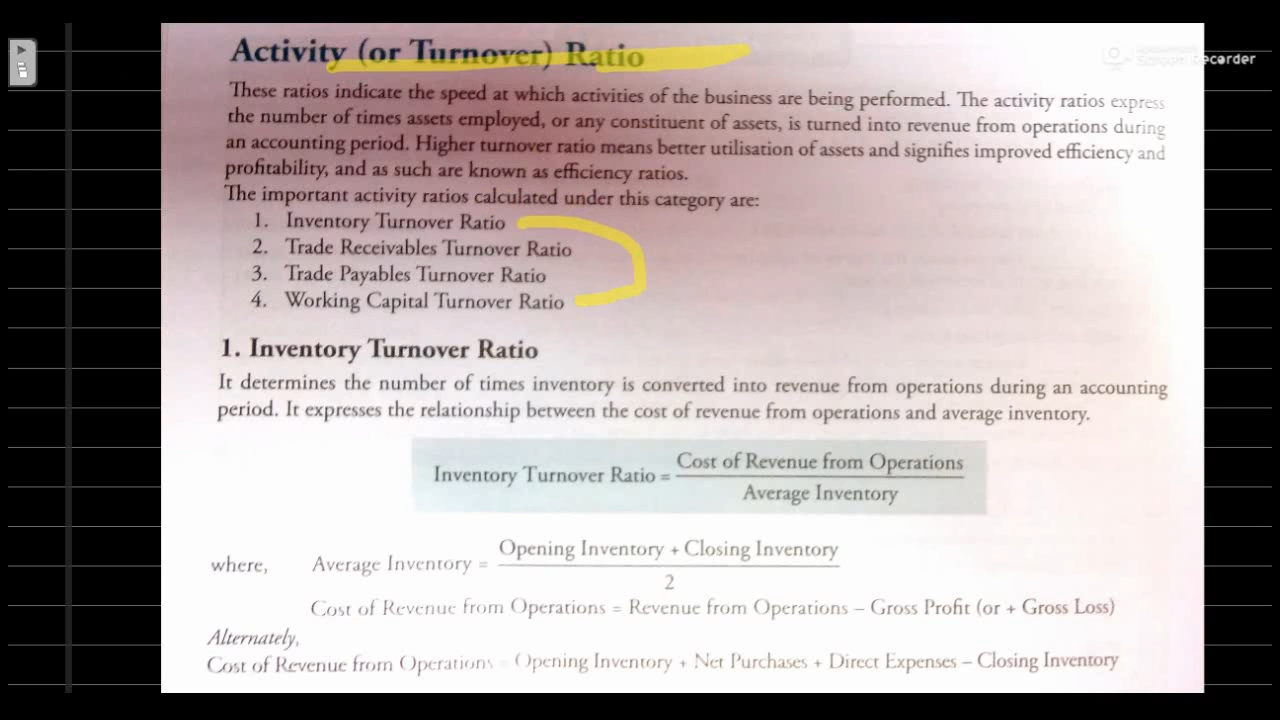 Activity (or Turnover) Ratio
Screen Recorder
These ratios indicate the speed at which activities of the business are being performed. The activity ratios express
the number of times assets employed, or any constituent of assets, is turned into revenue from operations during
an accounting period. Higher turnover ratio means better utilisation of assets and signifies improved efficiency and
profitability, and as such are known as efficiency ratios.
The important activity ratios calculated under this category are:
1. Inventory Turnover Ratio
2. Trade Receivables Turnover Ratio
3. Trade Payables Turnover Ratio
4. Working Capital Turnover Ratio
1. Inventory Turnover Ratio
It determines the number of times inventory is converted into revenue from operations during an accounting
period. It expresses the relationship between the cost of revenue from operations and average inventory.
Inventory Turnover Ratio = Cost of Revenue from Operations
Average Inventory
where, Average Inventory = Opening Inventory + Closing Inventory
2
Cost of Revenue from Operations = Revenue from Operations – Gross Profit (or + Gross Loss)
Alternately,
Cost of Revenue from Operations = Opening Inventory + Net Purchases + Direct Expenses – Closing Inventory